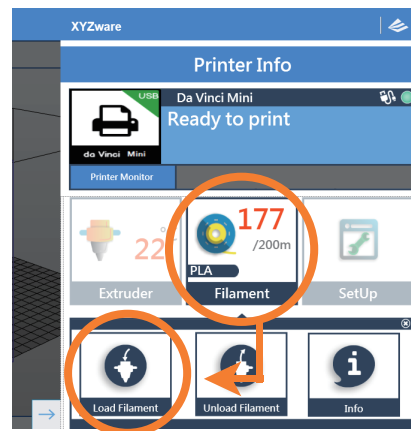 XYZware
Printer Info
USB
Da Vinci Mini
Ready to print
da Vinci Mini
Printer Monitor
22°
177
/200m
PLA
Extruder
Filament
SetUp
Load Filament
Unload Filament
Info